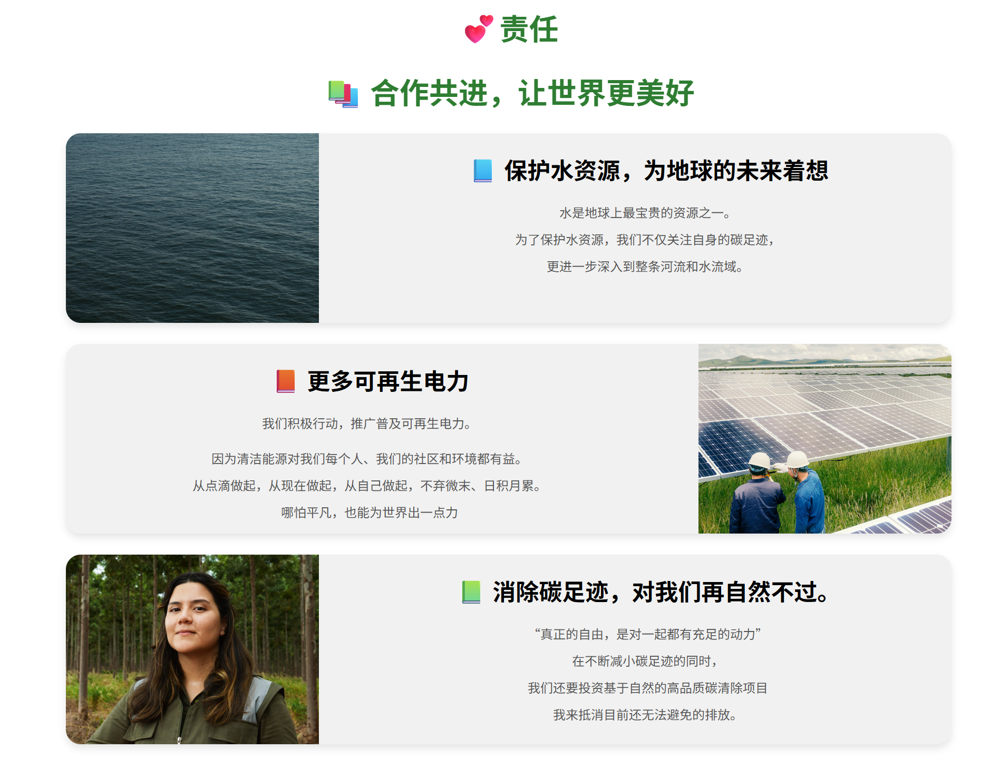 💕 责任
📚 合作共进，让世界更美好
📘 保护水资源，为地球的未来着想
水是地球上最宝贵的资源之一。
为了保护水资源，我们不仅关注自身的碳足迹，
更进一步深入到整条河流和水流域。
📕 更多可再生电力
我们积极行动，推广普及可再生电力。
因为清洁能源对我们每个人、我们的社区和环境都有益。
从点滴做起，从现在做起，从自己做起，不弃微末、日积月累。
哪怕平凡，也能为世界出一点力
📗 消除碳足迹，对我们再自然不过。
“真正的自由，是对一起都有充足的动力”
在不断减小碳足迹的同时，
我们还要投资基于自然的高品质碳清除项目
我来抵消目前还无法避免的排放。